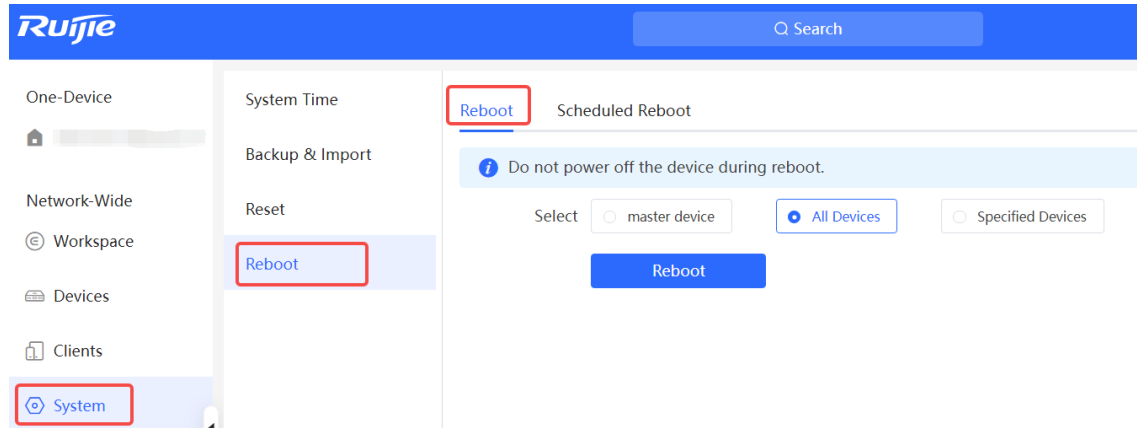 Ruijie
Search
One-Device
Network-Wide
Workspace
Devices
Clients
System
System Time
Backup & Import
Reset
Reboot
Reboot Scheduled Reboot
Do not power off the device during reboot.
Select master device All Devices Specified Devices
Reboot